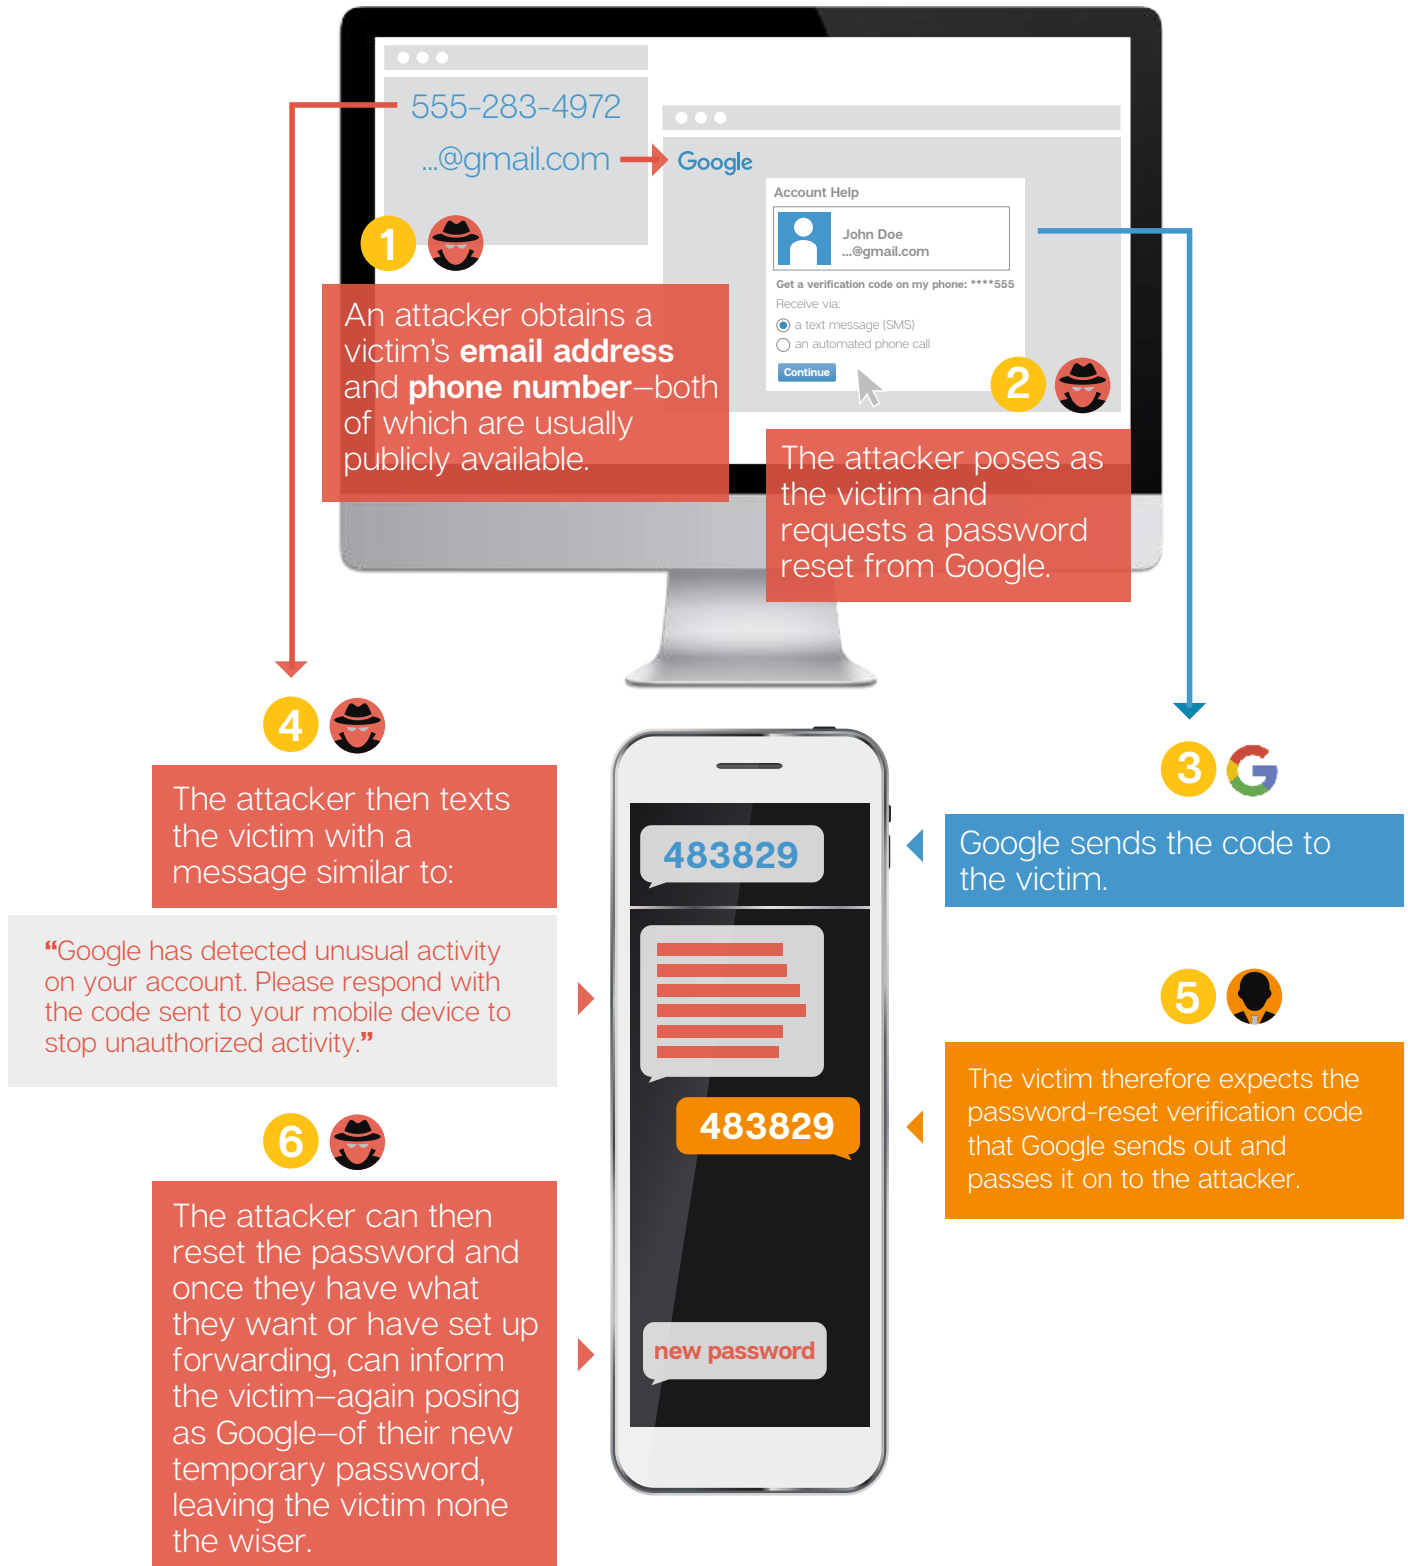 555-283-4972
...@gmail.com
Google
Account Help
John Doe
...@gmail.com
Get a verification code on my phone: ****555
Receive via:
a text message (SMS)
an automated phone call
Continue
1
An attacker obtains a
victim's email address
and phone number—both
of which are usually
publicly available.
2
The attacker poses as
the victim and
requests a password
reset from Google.
3
G
Google sends the code to
the victim.
483829
4
The attacker then texts
the victim with a
message similar to:
“Google has detected unusual activity
on your account. Please respond with
the code sent to your mobile device to
stop unauthorized activity.”
5
The victim therefore expects the
password-reset verification code
that Google sends out and
passes it on to the attacker.
483829
6
The attacker can then
reset the password and
once they have what
they want or have set up
forwarding, can inform
the victim—again posing
as Google—of their new
temporary password,
leaving the victim none
the wiser.
new password